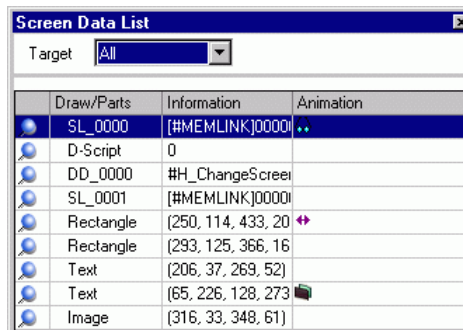 Screen Data List
Target All
Draw/Parts Information Animation
SL_0000 [#MEMLINK]0000
D-Script 0
DD_0000 #H_ChangeScree
SL_0001 [#MEMLINK]0000
Rectangle (250, 114, 433, 20
Rectangle (293, 125, 366, 16
Text (206, 37, 269, 52)
Text (65, 226, 128, 273
Image (316, 33, 348, 61)